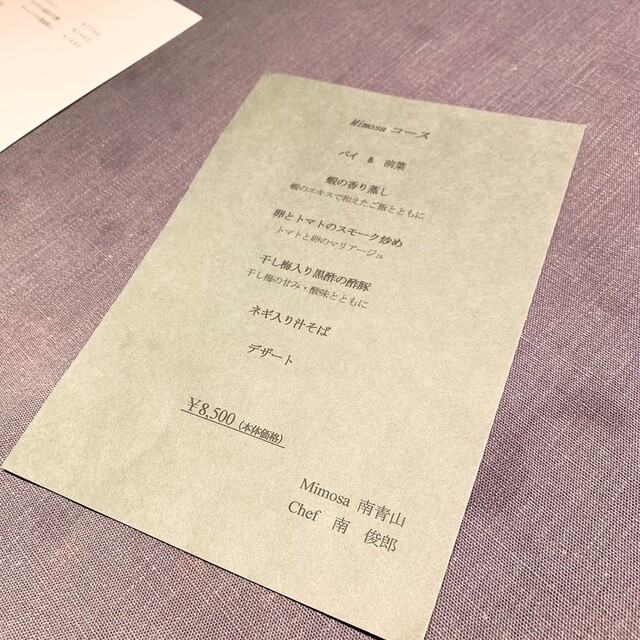 Mimosa コース
パイ & 前菜
蝦の香り蒸し
蝦のエキスで和えたご飯とともに
卵とトマトのスモーク炒め
トマトと卵のマリアージュ
干し梅入り黒酢の酢豚
干し梅の甘み・酸味とともに
ネギ入り汁そば
デザート
￥8,500（本体価格）
Mimosa 南青山
Chef 南 俊郎